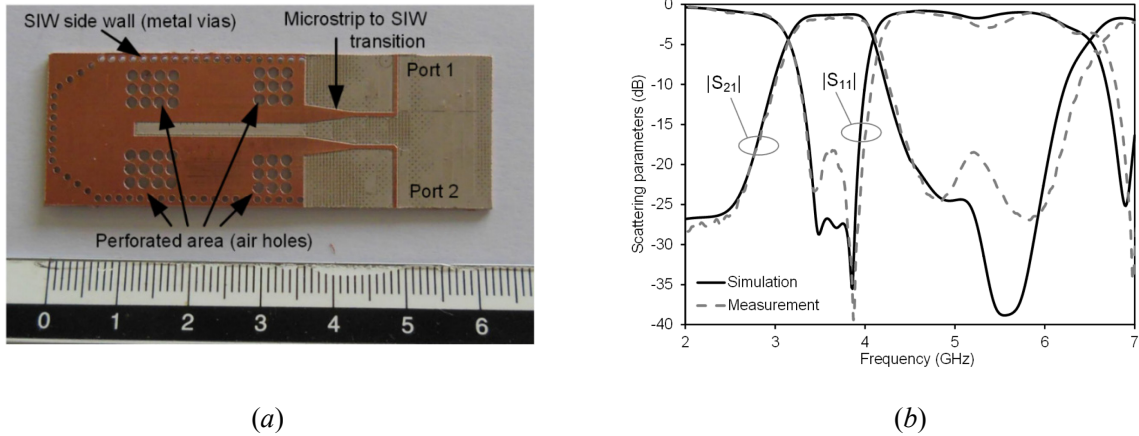 SIW side wall (metal vias)
Microstrip to SIW
transition
Port 1
Port 2
Perforated area (air holes)
0 1 2 3 4 5 6
0
-5
-10
-15
-20
-25
-30
-35
-40
Scattering parameters (dB)
|S21|
|S11|
Simulation
Measurement
2 3 4 5 6 7
Frequency (GHz)
(a)
(b)